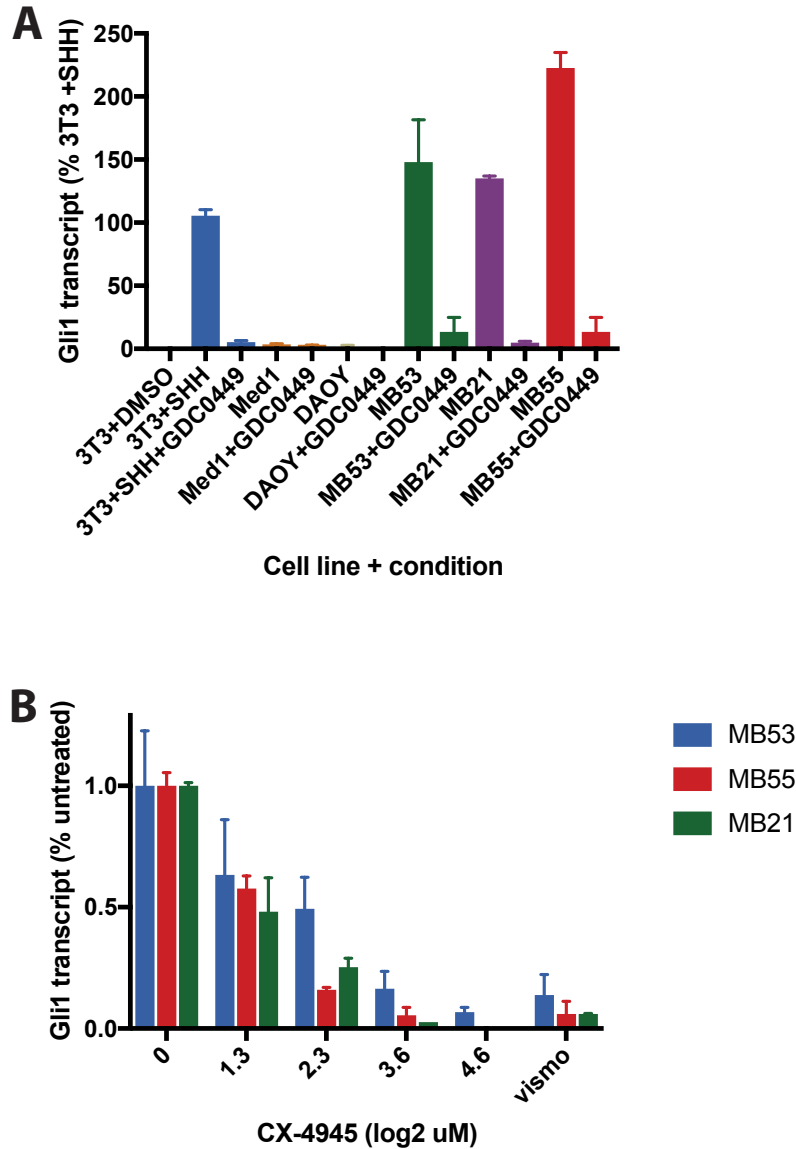 A
Gli1 transcript (% 3T3 +SHH)
250
200
150
100
50
0
3T3+DMSO
3T3+SHH
3T3+SHH+GDC0449
Med1
Med1+GDC0449
DAOY
DAOY+GDC0449
MB53
MB53+GDC0449
MB21
MB21+GDC0449
MB55
MB55+GDC0449
Cell line + condition
B
Gli1 transcript (% untreated)
1.0
0.5
0.0
0
1.3
2.3
3.6
4.6
vismo
CX-4945 (log2 uM)
MB53
MB55
MB21